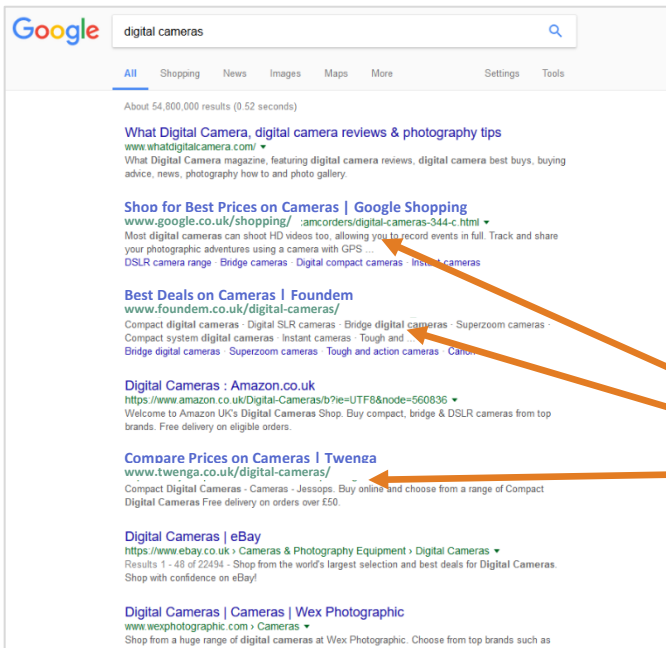 Google digital cameras
All Shopping News Images Maps More Settings Tools
About 54,800,000 results (0.52 seconds)
What Digital Camera, digital camera reviews & photography tips
www.whatdigitalcamera.com/
What Digital Camera magazine, featuring digital camera reviews, digital camera best buys, buying
advice, news, photography how to and photo gallery.
Shop for Best Prices on Cameras | Google Shopping
www.google.co.uk/shopping/ :amcorders/digital-cameras-344-c.html
Most digital cameras can shoot HD videos too, allowing you to record events in full. Track and share
your photographic adventures using a camera with GPS ...
DSLR camera range · Bridge cameras · Digital compact cameras · Instant cameras
Best Deals on Cameras | Foundem
www.foundem.co.uk/digital-cameras/
Compact digital cameras · Digital SLR cameras · Bridge digital cameras · Superzoom cameras ·
Compact system digital cameras · Instant cameras · Tough and ...
Bridge digital cameras · Superzoom cameras · Tough and action cameras ·
Digital Cameras : Amazon.co.uk
https://www.amazon.co.uk/Digital-Cameras/b?ie=UTF8&node=560836
Welcome to Amazon UK's Digital Cameras Shop. Buy compact, bridge & DSLR cameras from top
brands. Free delivery on eligible orders.
Compare Prices on Cameras | Twenga
www.twenga.co.uk/digital-cameras/
Compact Digital Cameras - Cameras - Jessops. Buy online and choose from a range of Compact
Digital Cameras Free delivery on orders over £50.
Digital Cameras | eBay
https://www.ebay.co.uk › Cameras & Photography Equipment › Digital Cameras
Results 1 - 48 of 22494 - Shop from the world's largest selection and best deals for Digital Cameras.
Shop with confidence on eBay!
Digital Cameras | Cameras | Wex Photographic
www.wexphotographic.com › Cameras
Shop from a huge range of digital cameras at Wex Photographic. Choose from top brands such as